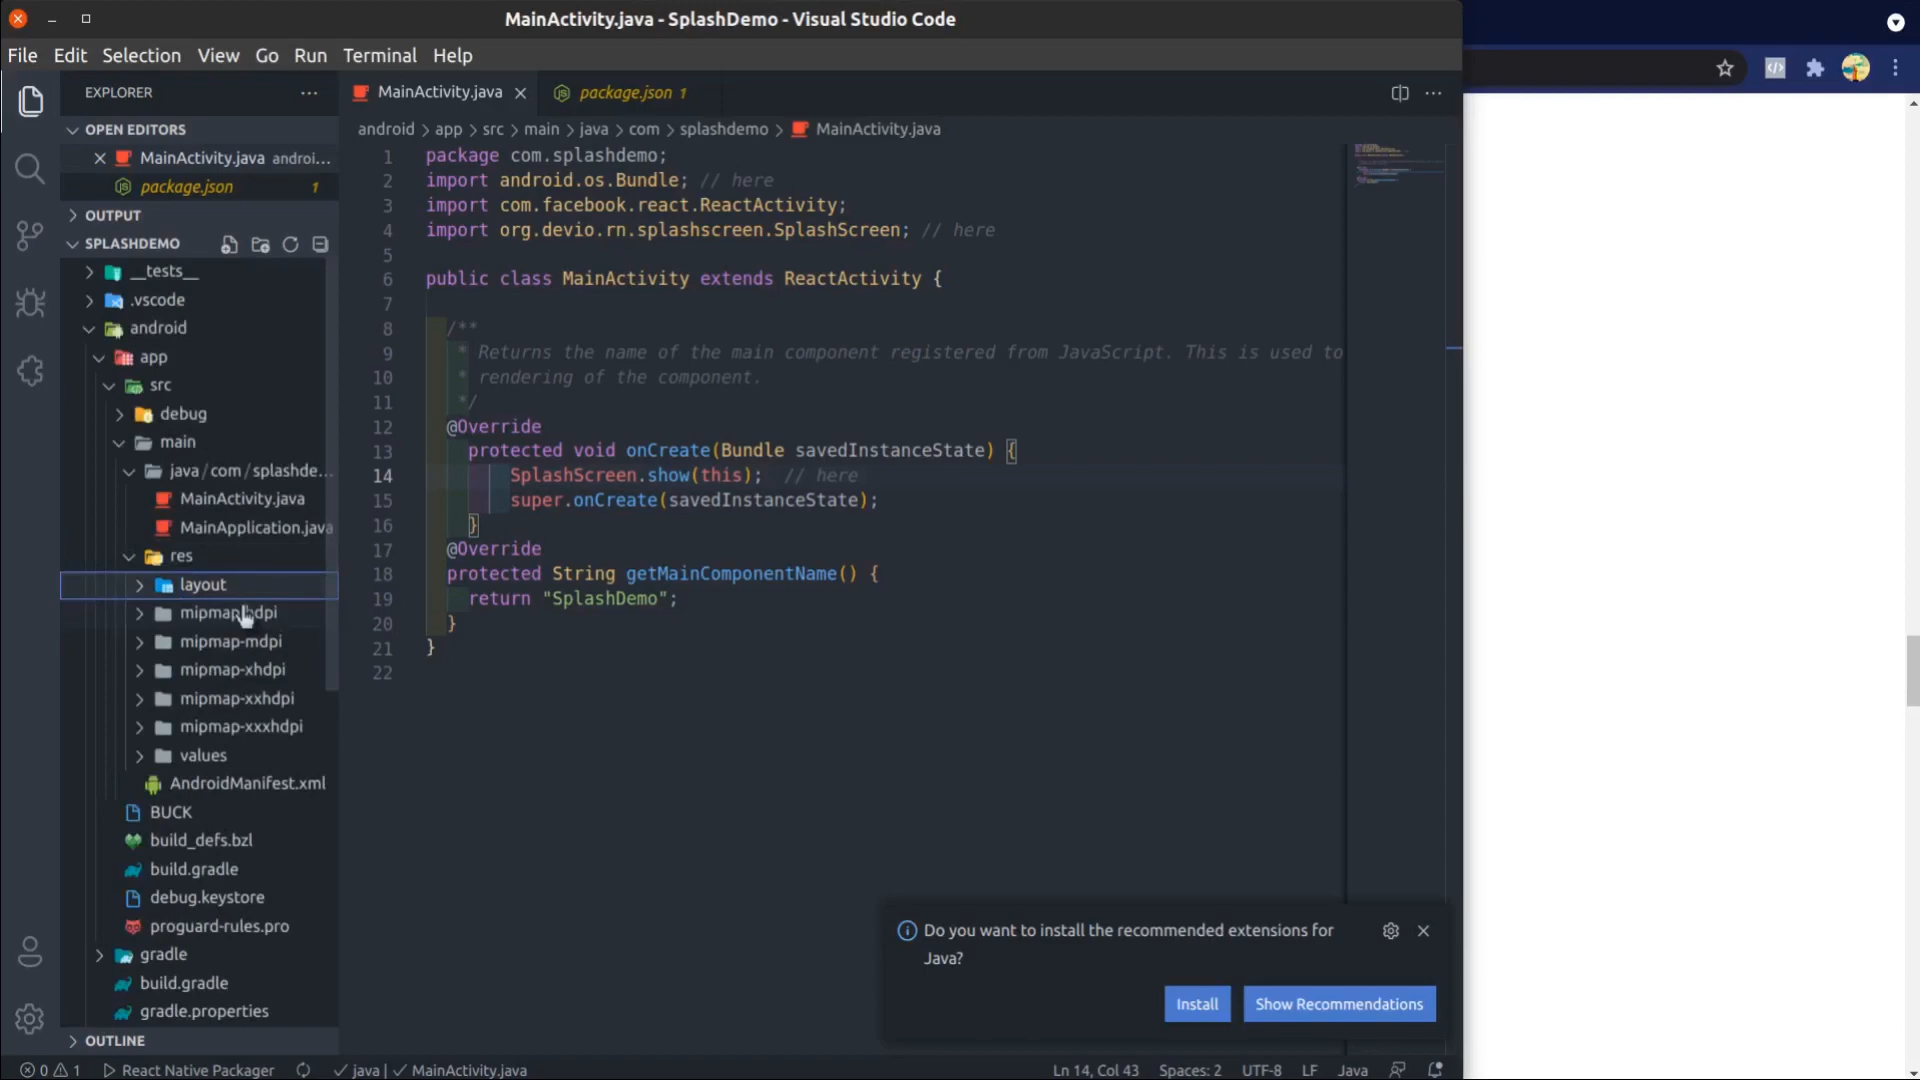 MainActivity.java - SplashDemo - Visual Studio Code
File Edit Selection View Go Run Terminal Help
EXPLORER
OPEN EDITORS
MainActivity.java androi...
package.json 1
OUTPUT
SPLASHDEMO
__tests__
.vscode
android
app
src
debug
main
java/com/splashde...
MainActivity.java
MainApplication.java
res
layout
mipmap-hdpi
mipmap-mdpi
mipmap-xhdpi
mipmap-xxhdpi
mipmap-xxxhdpi
values
AndroidManifest.xml
BUCK
build_defs.bzl
build.gradle
debug.keystore
proguard-rules.pro
gradle
build.gradle
gradle.properties
OUTLINE
MainActivity.java package.json 1
android > app > src > main > java > com > splashdemo > MainActivity.java
1 package com.splashdemo;
2 import android.os.Bundle; // here
3 import com.facebook.react.ReactActivity;
4 import org.devio.rn.splashscreen.SplashScreen; // here
5
6 public class MainActivity extends ReactActivity {
7
8 /**
9 * Returns the name of the main component registered from JavaScript. This is used to
10 * rendering of the component.
11 */
12 @Override
13 protected void onCreate(Bundle savedInstanceState) {
14 SplashScreen.show(this); // here
15 super.onCreate(savedInstanceState);
16 }
17 @Override
18 protected String getMainComponentName() {
19 return "SplashDemo";
20 }
21 }
22
Do you want to install the recommended extensions for
Java?
Install Show Recommendations
0 1 React Native Packager java | MainActivity.java Ln 14, Col 43 Spaces: 2 UTF-8 LF Java